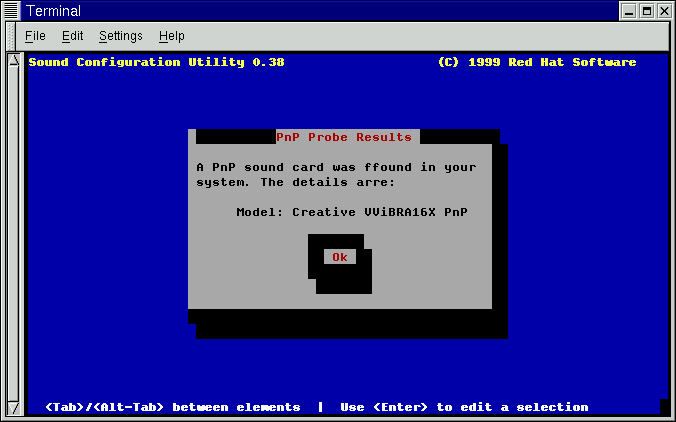 Terminal
File Edit Settings Help
Sound Configuration Utility 0.38 (C) 1999 Red Hat Software
PnP Probe Results
A PnP sound card was ffound in your
system. The details arre:
Model: Creative VViBRA16X PnP
Ok
<Tab>/<Alt-Tab> between elements | Use <Enter> to edit a selection